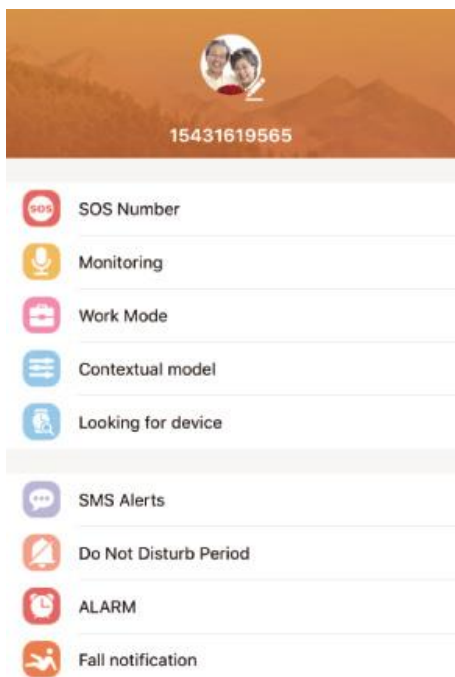 15431619565
SOS Number
Monitoring
Work Mode
Contextual model
Looking for device
SMS Alerts
Do Not Disturb Period
ALARM
Fall notification